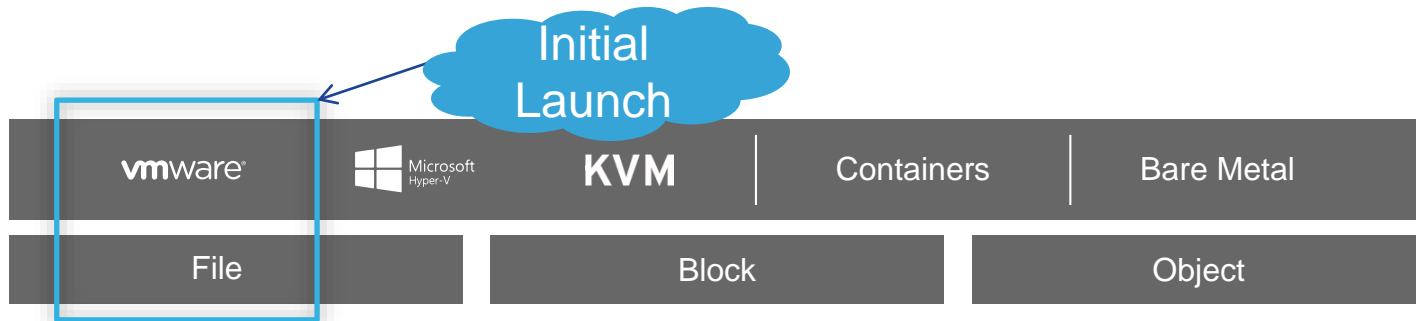 Initial
Launch
vmware®
Microsoft
Hyper-V
KVM
Containers
Bare Metal
File
Block
Object